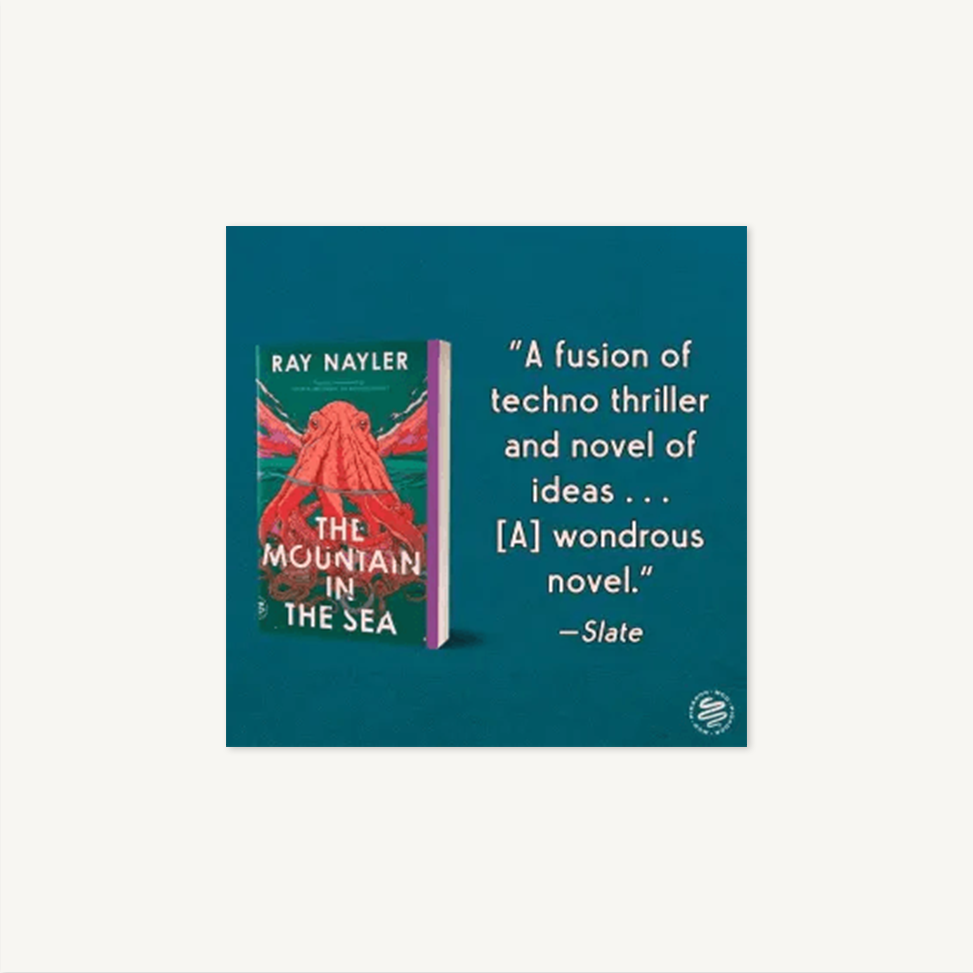 RAY NAYLER
THE
MOUNTAIN
IN
THE SEA
"A fusion of
techno thriller
and novel of
ideas . . .
[A] wondrous
novel."
—Slate